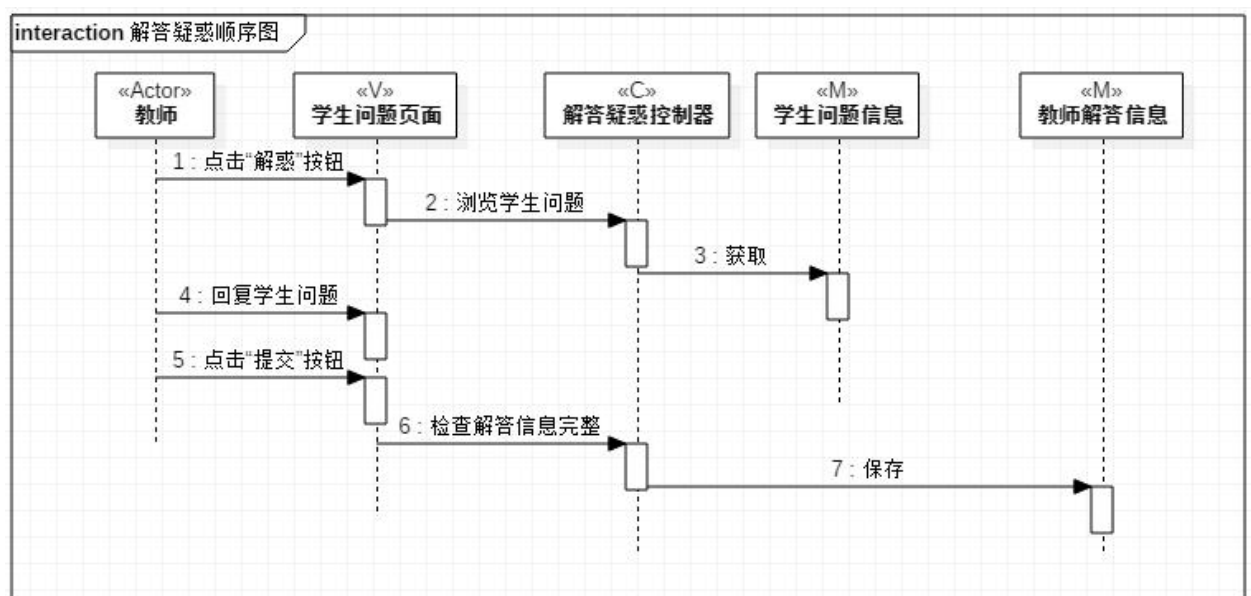 interaction 解答疑惑顺序图
«Actor»
教师
«V»
学生问题页面
«C»
解答疑惑控制器
«M»
学生问题信息
«M»
教师解答信息
1 : 点击“解惑”按钮
2 : 浏览学生问题
3 : 获取
4 : 回复学生问题
5 : 点击“提交”按钮
6 : 检查解答信息完整
7 : 保存